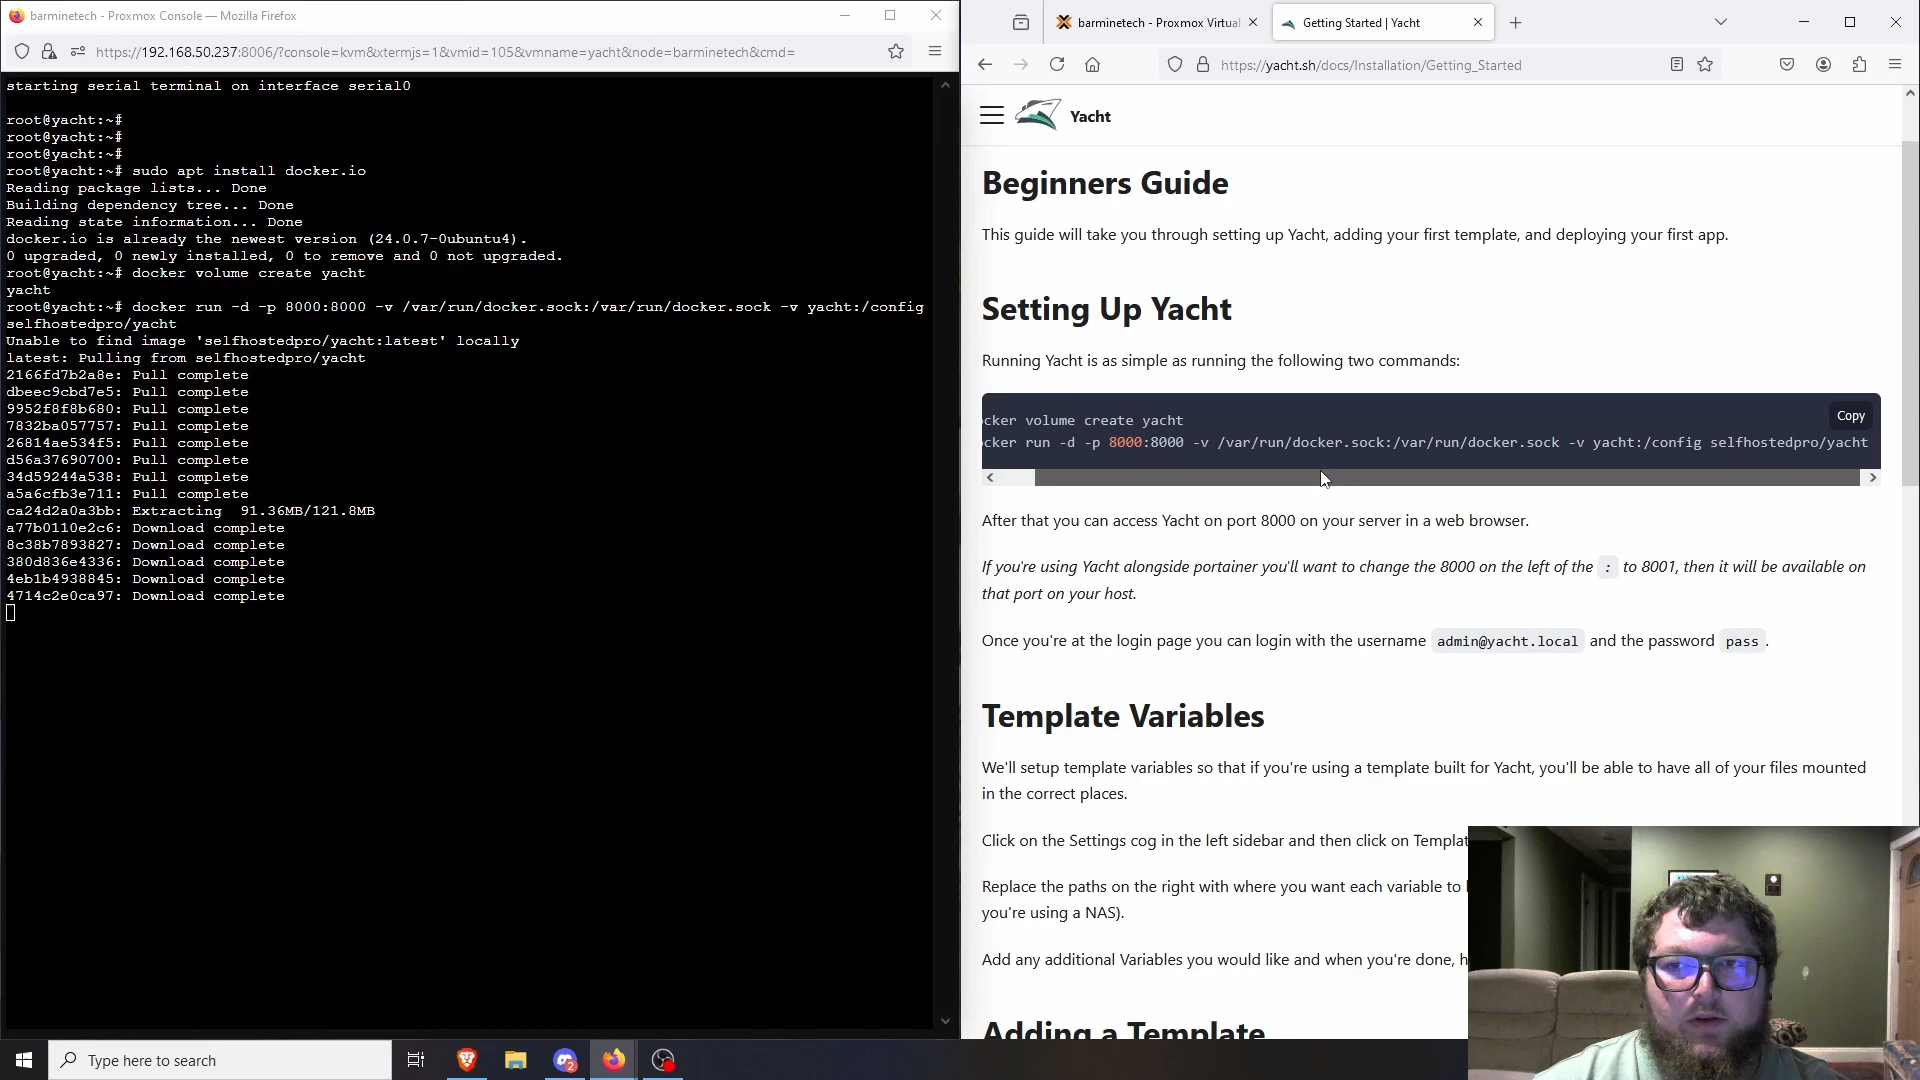 barminetech - Proxmox Console — Mozilla Firefox
https://192.168.50.237:8006/?console=kvm&xtermjs=1&vmid=105&vmname=yacht&node=barminetech&cmd=
starting serial terminal on interface serial0
root@yacht:~#
root@yacht:~#
root@yacht:~#
root@yacht:~# sudo apt install docker.io
Reading package lists... Done
Building dependency tree... Done
Reading state information... Done
docker.io is already the newest version (24.0.7-0ubuntu4).
0 upgraded, 0 newly installed, 0 to remove and 0 not upgraded.
root@yacht:~# docker volume create yacht
yacht
root@yacht:~# docker run -d -p 8000:8000 -v /var/run/docker.sock:/var/run/docker.sock -v yacht:/config
selfhostedpro/yacht
Unable to find image 'selfhostedpro/yacht:latest' locally
latest: Pulling from selfhostedpro/yacht
2166fd7b2a8e: Pull complete
dbeec9cbd7e5: Pull complete
9952f8f8b680: Pull complete
7832ba057757: Pull complete
26814ae534f5: Pull complete
d56a37690700: Pull complete
34d59244a538: Pull complete
a5a6cfb3e711: Pull complete
ca24d2a0a3bb: Extracting 91.36MB/121.8MB
a77b0110e2c6: Download complete
8c38b7893827: Download complete
380d836e4336: Download complete
4eb1b4938845: Download complete
4714c2e0ca97: Download complete
barminetech - Proxmox Virtual
Getting Started | Yacht
https://yacht.sh/docs/Installation/Getting_Started
Yacht
Beginners Guide
This guide will take you through setting up Yacht, adding your first template, and deploying your first app.
Setting Up Yacht
Running Yacht is as simple as running the following two commands:
ocker volume create yacht
Copy
ocker run -d -p 8000:8000 -v /var/run/docker.sock:/var/run/docker.sock -v yacht:/config selfhostedpro/yacht
After that you can access Yacht on port 8000 on your server in a web browser.
If you're using Yacht alongside portainer you'll want to change the 8000 on the left of the : to 8001, then it will be available on
that port on your host.
Once you're at the login page you can login with the username admin@yacht.local and the password pass.
Template Variables
We'll setup template variables so that if you're using a template built for Yacht, you'll be able to have all of your files mounted
in the correct places.
Click on the Settings cog in the left sidebar and then click on Templat
Replace the paths on the right with where you want each variable to
you're using a NAS).
Add any additional Variables you would like and when you're done, h
Adding a Template
Type here to search
2